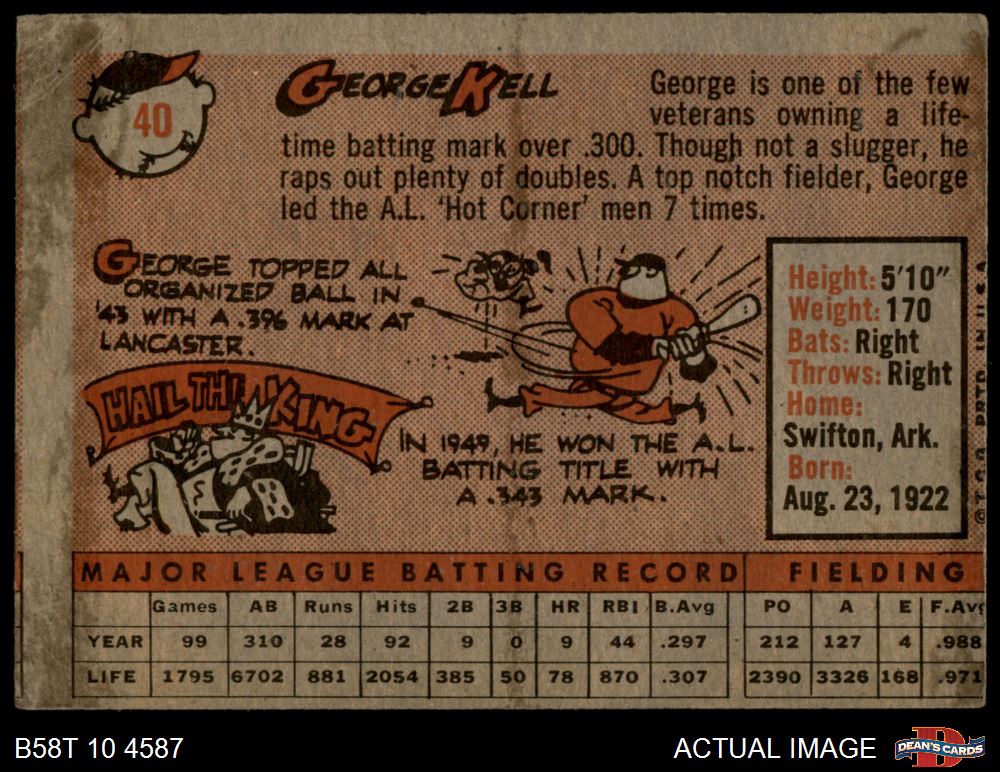 40
GEORGE KELL
George is one of the few
veterans owning a life-
time batting mark over .300. Though not a slugger, he
raps out plenty of doubles. A top notch fielder, George
led the A.L. 'Hot Corner' men 7 times.
GEORGE TOPPED ALL
ORGANIZED BALL IN
'43 WITH A .396 MARK AT
LANCASTER.
HAIL THE KING
IN 1949, HE WON THE A.L.
BATTING TITLE WITH
A .343 MARK.
Height: 5'10"
Weight: 170
Bats: Right
Throws: Right
Home:
Swifton, Ark.
Born:
Aug. 23, 1922
© T.C.G. PRTD. IN U.S.A.
MAJOR LEAGUE BATTING RECORD FIELDING
Games AB Runs Hits 2B 3B HR RBI B.Avg PO A E F.Avg
YEAR 99 310 28 92 9 0 9 44 .297 212 127 4 .988
LIFE 1795 6702 881 2054 385 50 78 870 .307 2390 3326 168 .971
B58T 10 4587 ACTUAL IMAGE DEAN'S CARDS